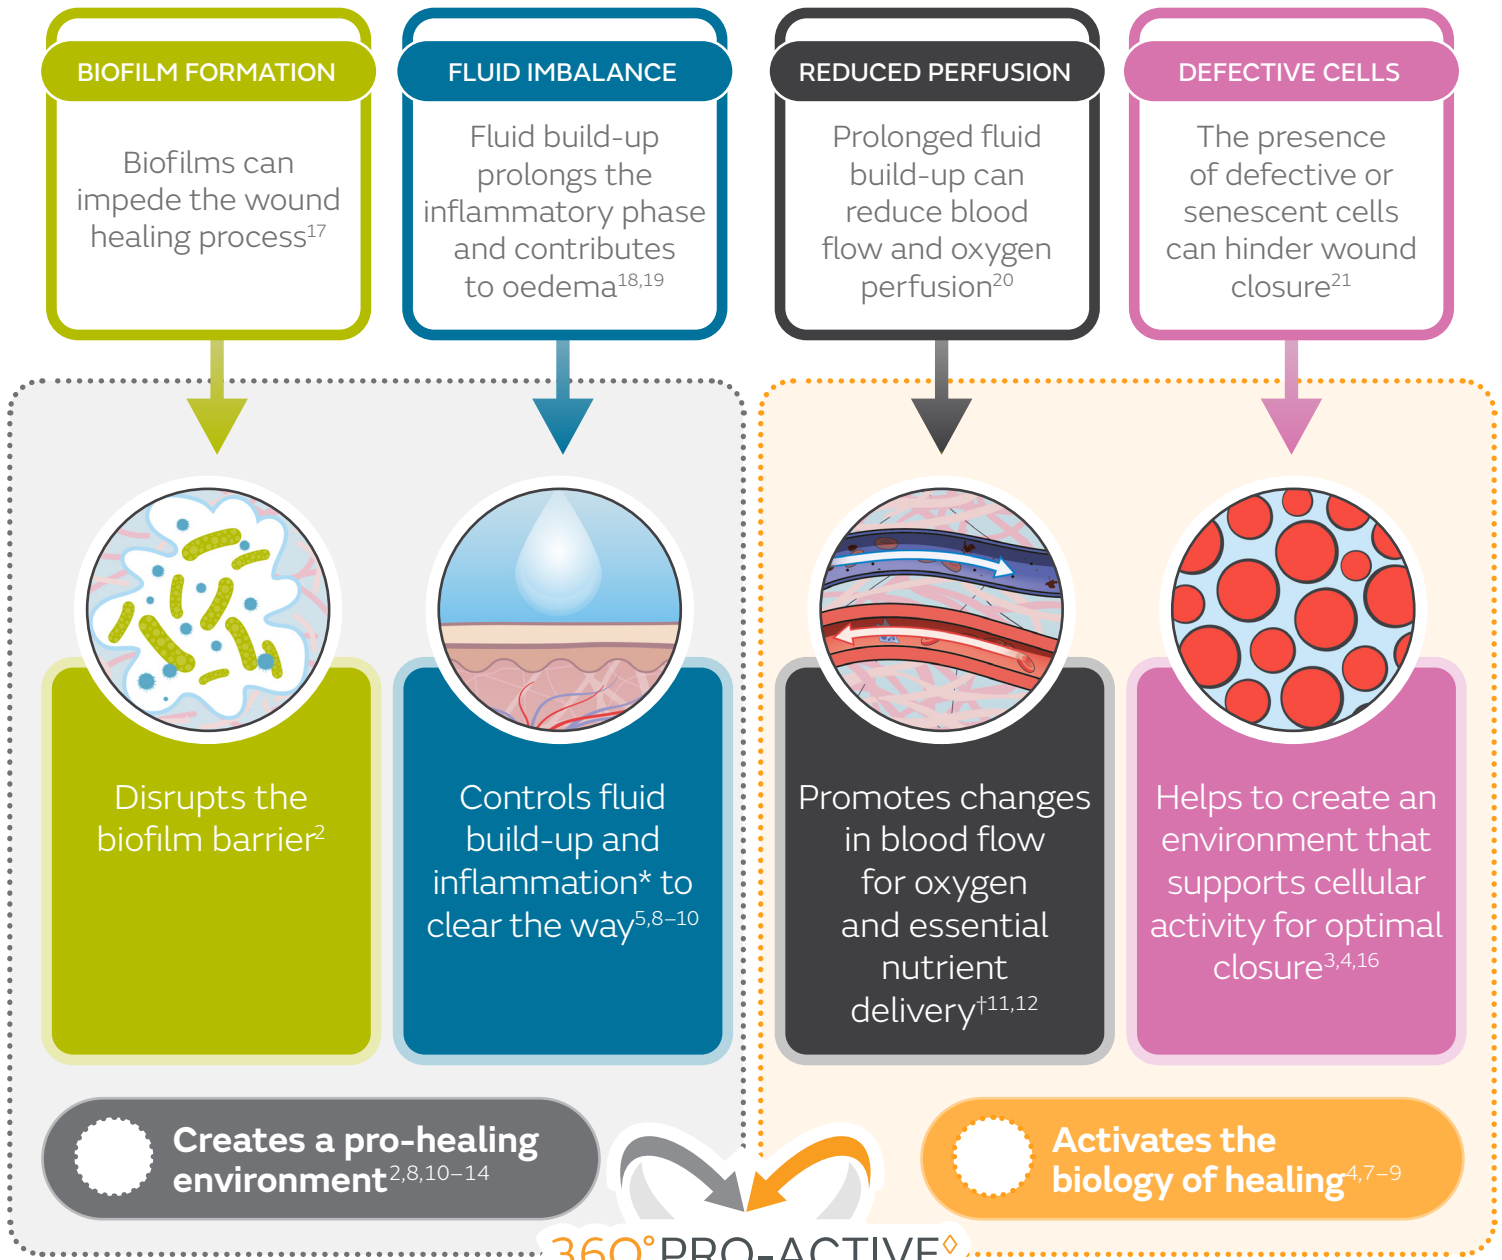 BIOFILM FORMATION
Biofilms can
impede the wound
healing process17
FLUID IMBALANCE
Fluid build-up
prolongs the
inflammatory phase
and contributes
to oedema18,19
REDUCED PERFUSION
Prolonged fluid
build-up can
reduce blood
flow and oxygen
perfusion20
DEFECTIVE CELLS
The presence
of defective or
senescent cells
can hinder wound
closure21
Disrupts the
biofilm barrier2
Controls fluid
build-up and
inflammation* to
clear the way5,8–10
Promotes changes
in blood flow
for oxygen
and essential
nutrient
delivery†11,12
Helps to create an
environment that
supports cellular
activity for optimal
closure3,4,16
Creates a pro-healing
environment2,8,10–14
Activates the
biology of healing4,7–9
360°PRO-ACTIVE◊